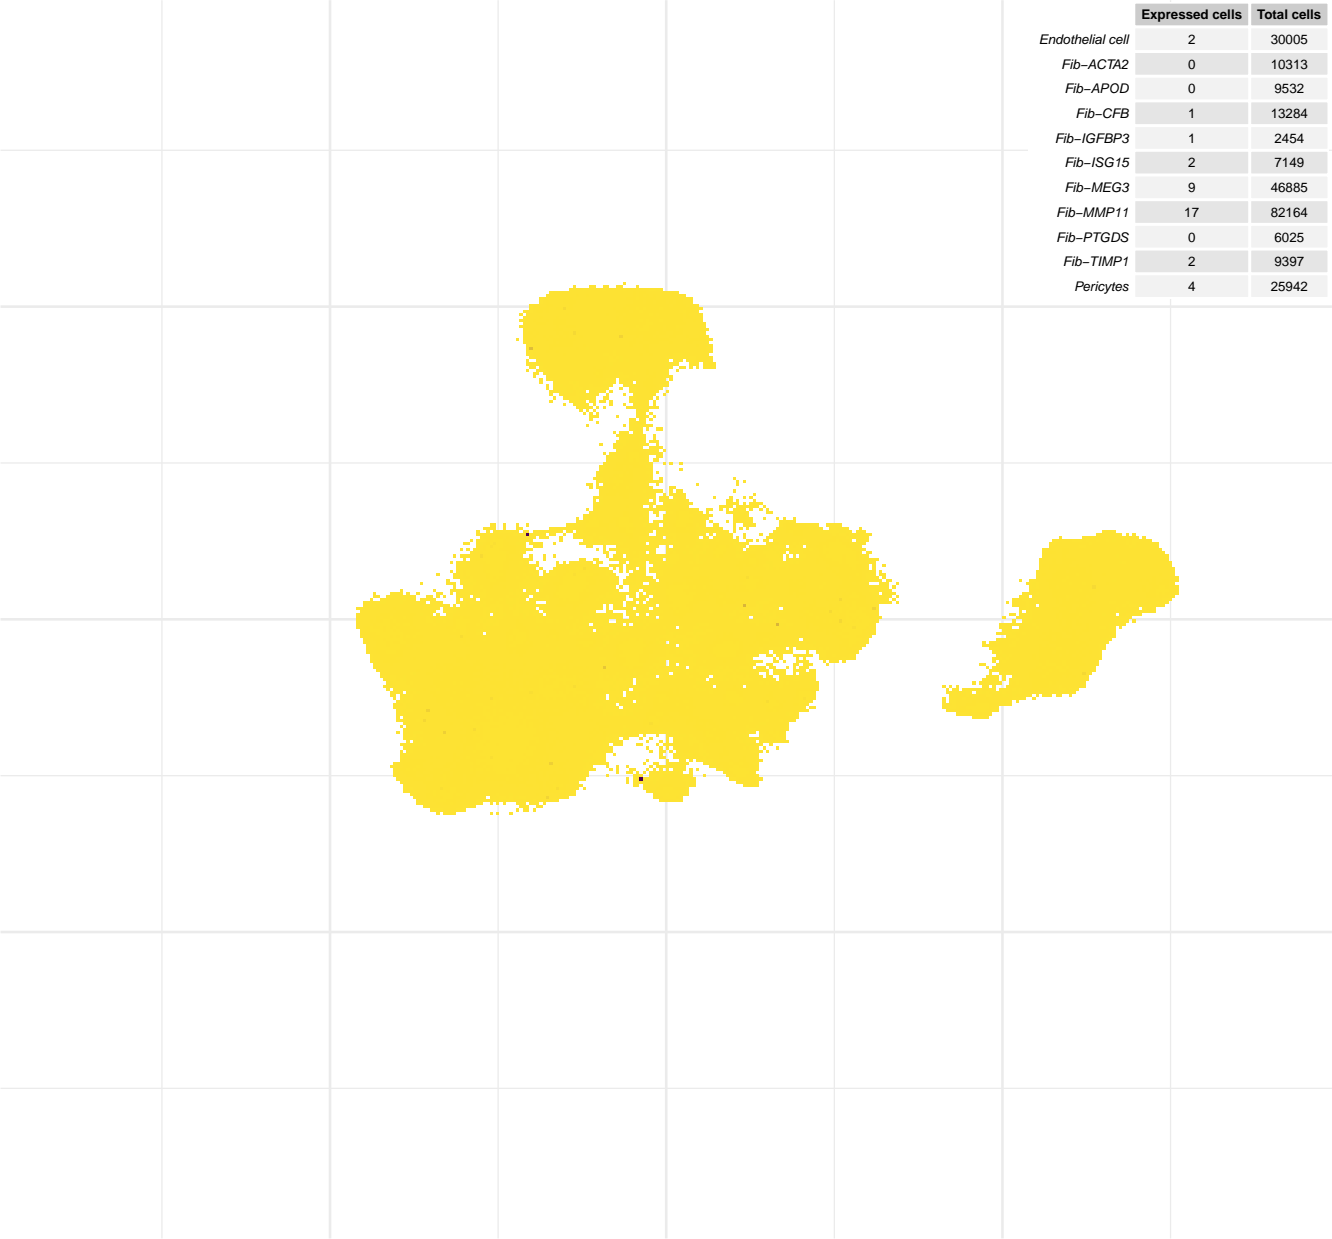 Expressed cells Total cells
Endothelial cell 2 30005
Fib−ACTA2 0 10313
Fib−APOD 0 9532
Fib−CFB 1 13284
Fib−IGFBP3 1 2454
Fib−ISG15 2 7149
Fib−MEG3 9 46885
Fib−MMP11 17 82164
Fib−PTGDS 0 6025
Fib−TIMP1 2 9397
Pericytes 4 25942